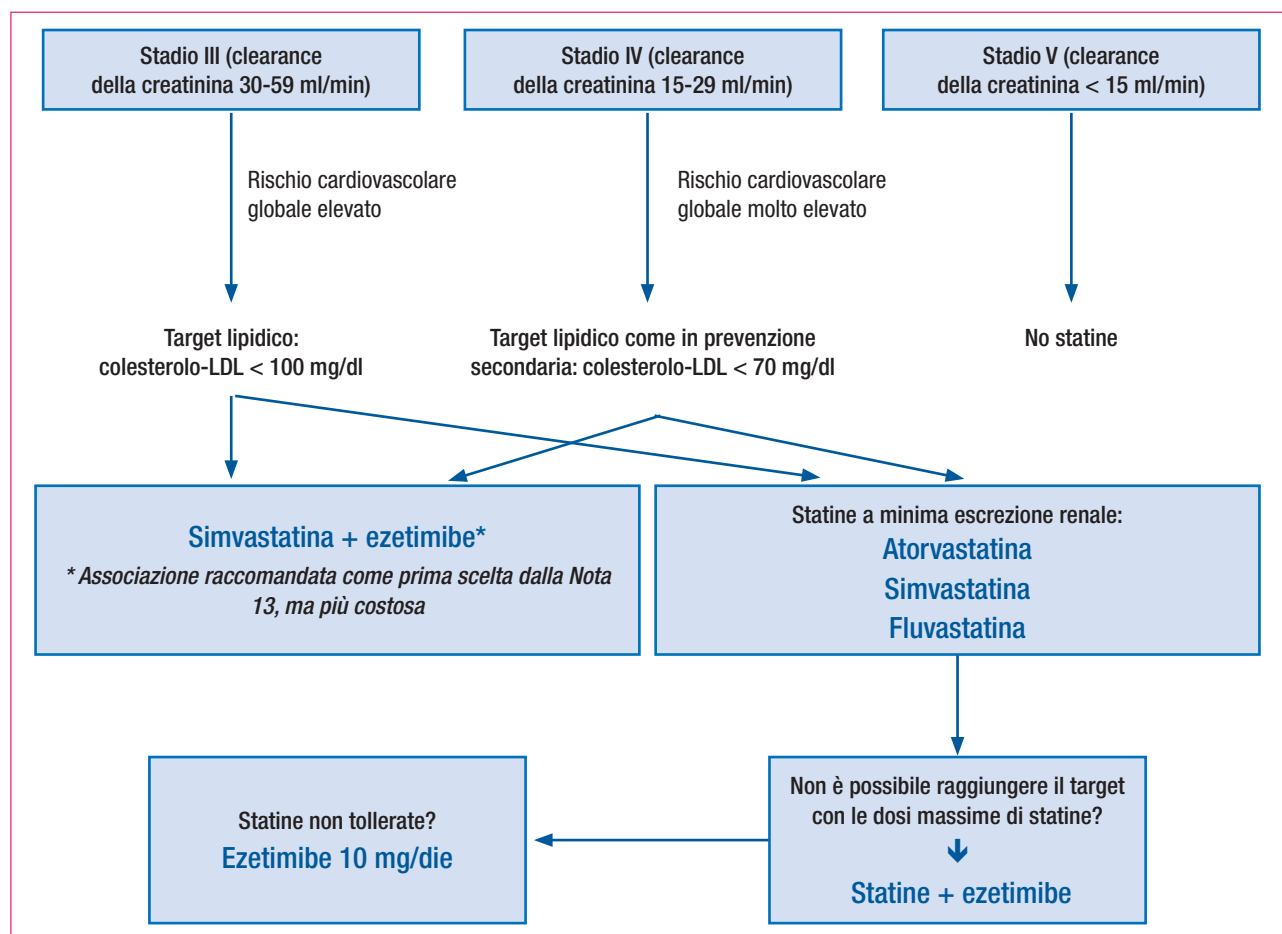 Stadio III (clearance
della creatinina 30-59 ml/min)
Stadio IV (clearance
della creatinina 15-29 ml/min)
Stadio V (clearance
della creatinina < 15 ml/min)
Rischio cardiovascolare
globale elevato
Rischio cardiovascolare
globale molto elevato
Target lipidico:
colesterolo-LDL < 100 mg/dl
Target lipidico come in prevenzione
secondaria: colesterolo-LDL < 70 mg/dl
No statine
Simvastatina + ezetimibe*
* Associazione raccomandata come prima scelta dalla Nota
13, ma più costosa
Statine a minima escrezione renale:
Atorvastatina
Simvastatina
Fluvastatina
Statine non tollerate?
Ezetimibe 10 mg/die
Non è possibile raggiungere il target
con le dosi massime di statine?
Statine + ezetimibe